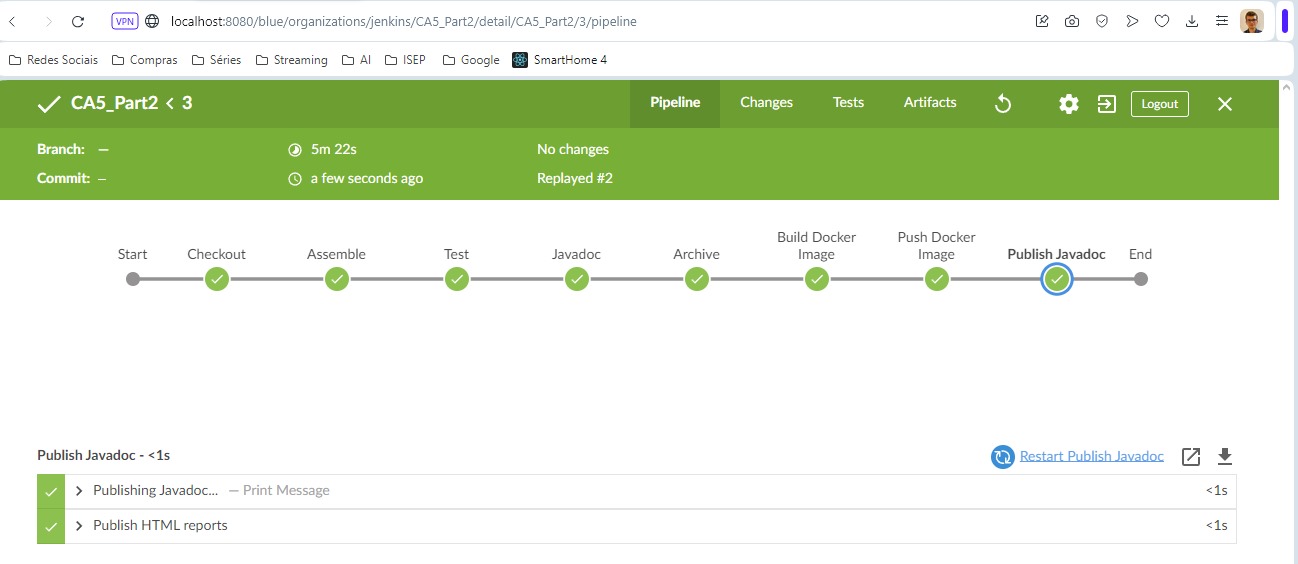 VPN localhost:8080/blue/organizations/jenkins/CA5_Part2/detail/CA5_Part2/3/pipeline
Redes Sociais Compras Séries Streaming AI ISEP Google SmartHome 4
CA5_Part2 < 3 Pipeline Changes Tests Artifacts Logout
Branch: — 5m 22s No changes
Commit: – a few seconds ago Replayed #2
Start Checkout Assemble Test Javadoc Archive Build Docker Image Push Docker Image Publish Javadoc End
Publish Javadoc - <1s Restart Publish Javadoc
Publishing Javadoc... — Print Message <1s
Publish HTML reports <1s